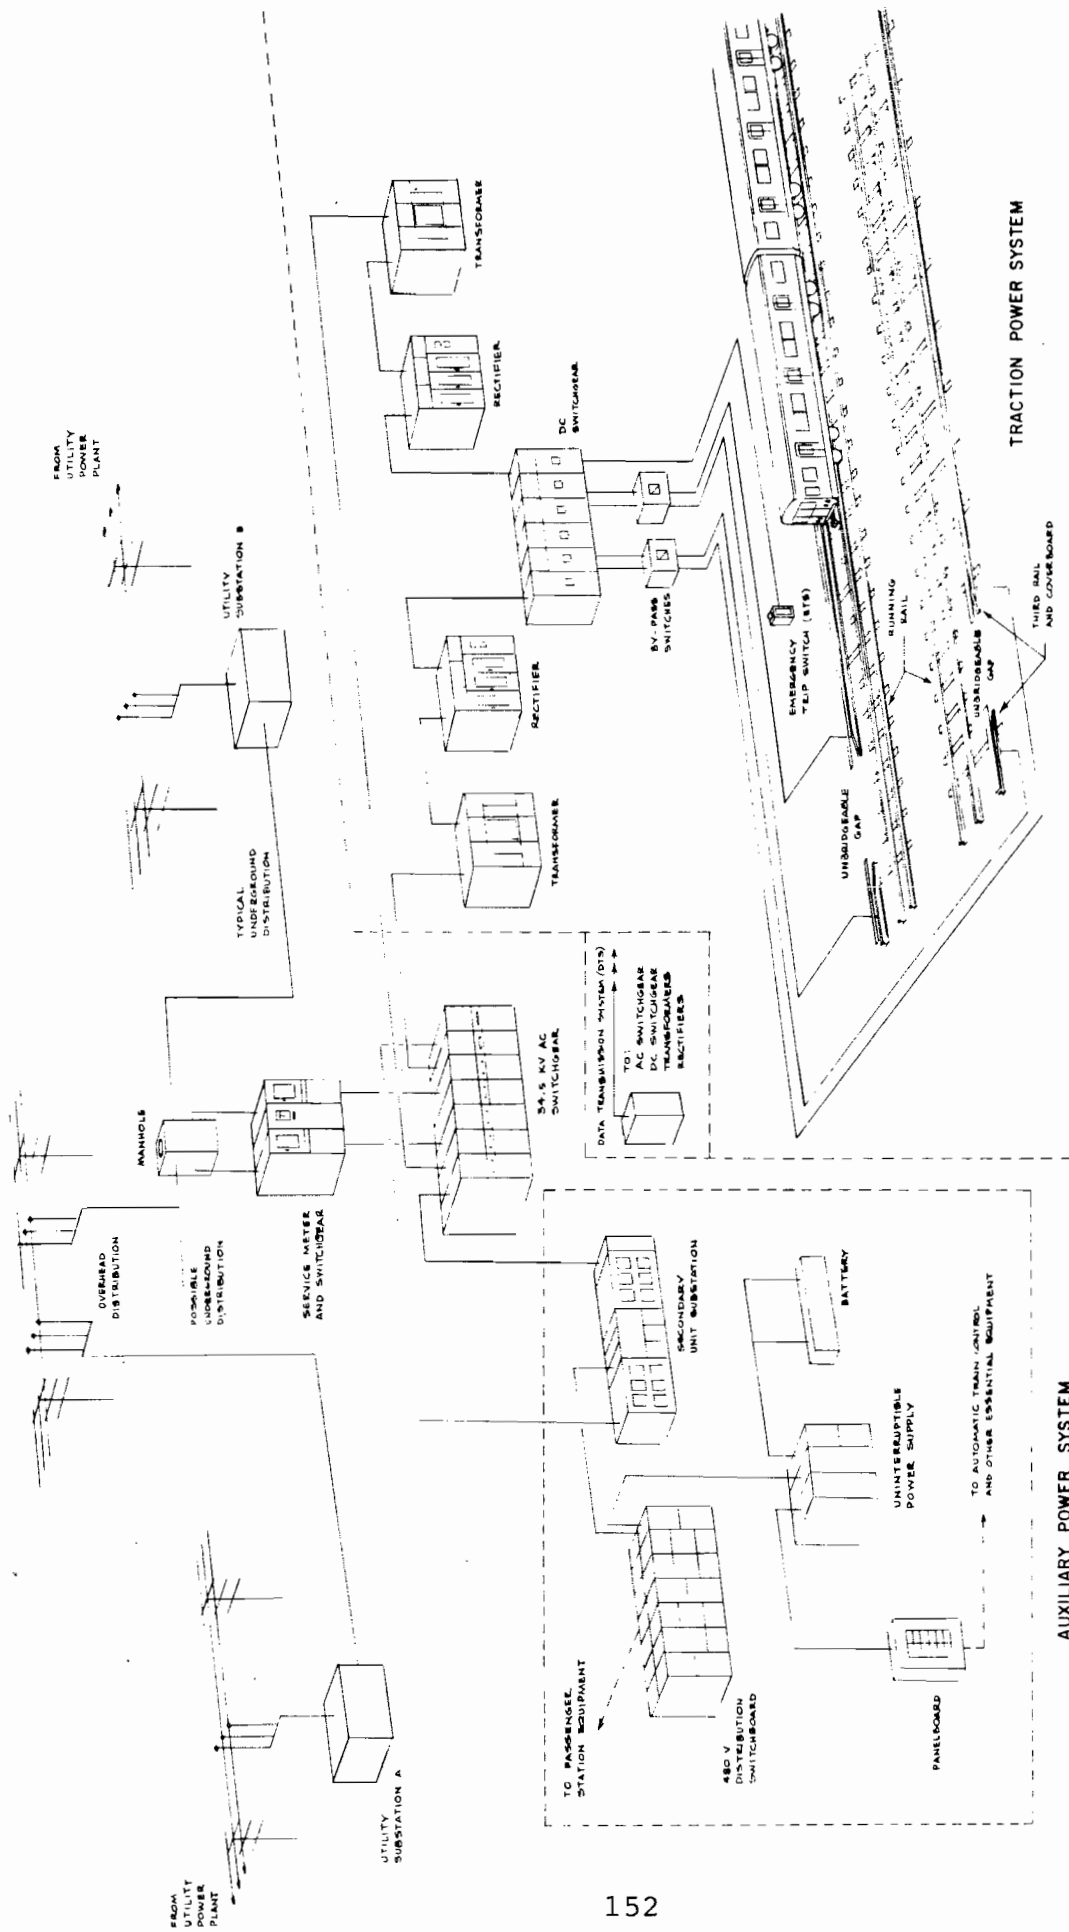 FROM
UTILITY
POWER
PLANT
UTILITY
SUBSTATION A
OVERHEAD
DISTRIBUTION
POSSIBLE
UNDERGROUND
DISTRIBUTION
MANHOLE
SERVICE METER
AND SWITCHGEAR
TYPICAL
UNDERGROUND
DISTRIBUTION
UTILITY
SUBSTATION B
FROM
UTILITY
POWER
PLANT
34.5 KV AC
SWITCHGEAR
TRANSFORMER
RECTIFIER
DC
SWITCHGEAR
RECTIFIER
TRANSFORMER
BY-PASS
SWITCHES
DATA TRANSMISSION SYSTEM (DTS)
TO:
AC SWITCHGEAR
DC SWITCHGEAR
TRANSFORMERS
RECTIFIERS
EMERGENCY
TRIP SWITCH (ETS)
UNBRIDGEABLE
GAP
RUNNING
RAIL
UNBRIDGEABLE
GAP
THIRD RAIL
AND COVERBOARD
TRACTION POWER SYSTEM
TO PASSENGER
STATION EQUIPMENT
480 V
DISTRIBUTION
SWITCHBOARD
SECONDARY
UNIT SUBSTATION
BATTERY
UNINTERRUPTIBLE
POWER SUPPLY
PANELBOARD
TO AUTOMATIC TRAIN CONTROL
AND OTHER ESSENTIAL EQUIPMENT
AUXILIARY POWER SYSTEM
152